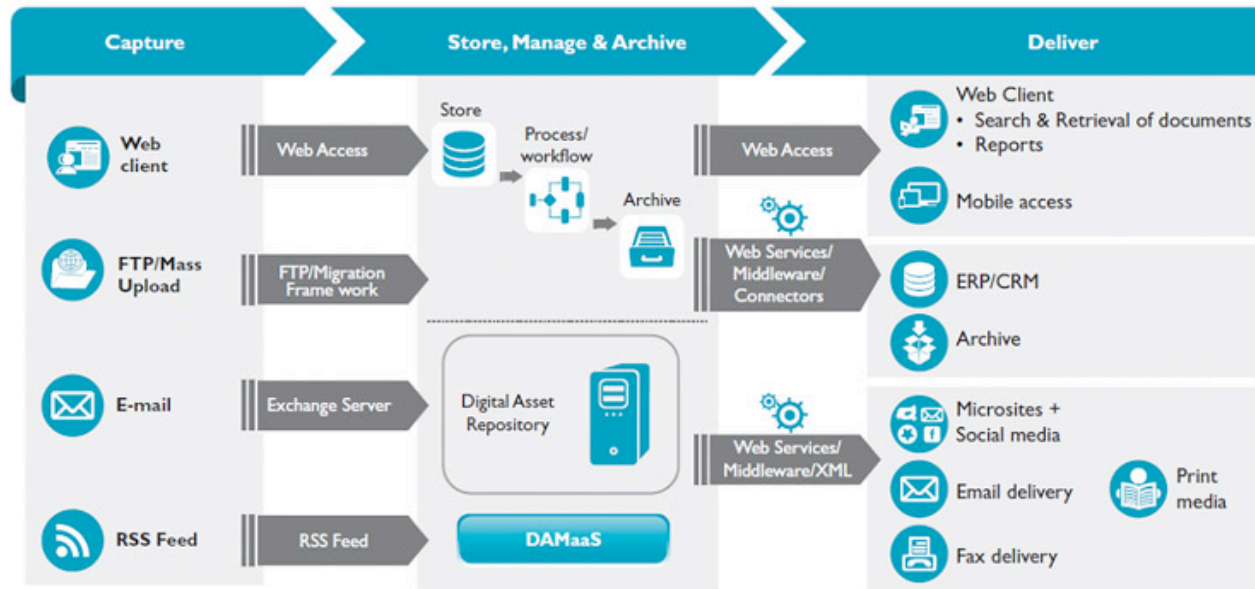 Capture
Store, Manage & Archive
Deliver
Web
client
FTP/Mass
Upload
E-mail
RSS Feed
Web Access
FTP/Migration
Frame work
Exchange Server
RSS Feed
Store
Process/
workflow
Archive
Digital Asset
Repository
DAMaaS
Web Access
Web Services/
Middleware/
Connectors
Web Services/
Middleware/XML
Web Client
• Search & Retrieval of documents
• Reports
Mobile access
ERP/CRM
Archive
Microsites +
Social media
Email delivery
Print
media
Fax delivery